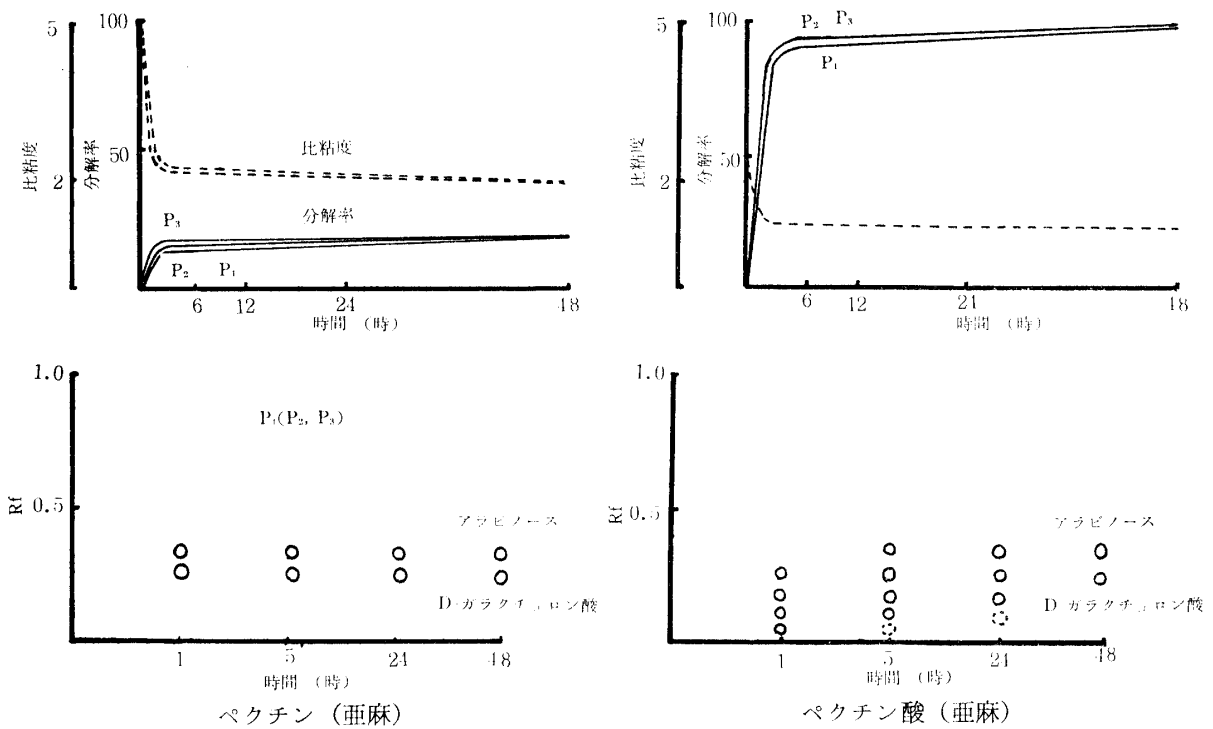 5
2
比粘度
100
50
分解率
比粘度
分解率
P₃
P₂ P₁
6 12 24 48
時間 (時)
5
2
比粘度
100
50
分解率
P₂ P₃
P₁
6 12 24 48
時間 (時)
1.0
0.5
Rf
P₁(P₂, P₃)
アラビノース
D-ガラクチュロン酸
1 5 24 48
時間 (時)
ペクチン (亜麻)
1.0
0.5
Rf
アラビノース
D-ガラクチュロン酸
1 5 24 48
時間 (時)
ペクチン酸 (亜麻)